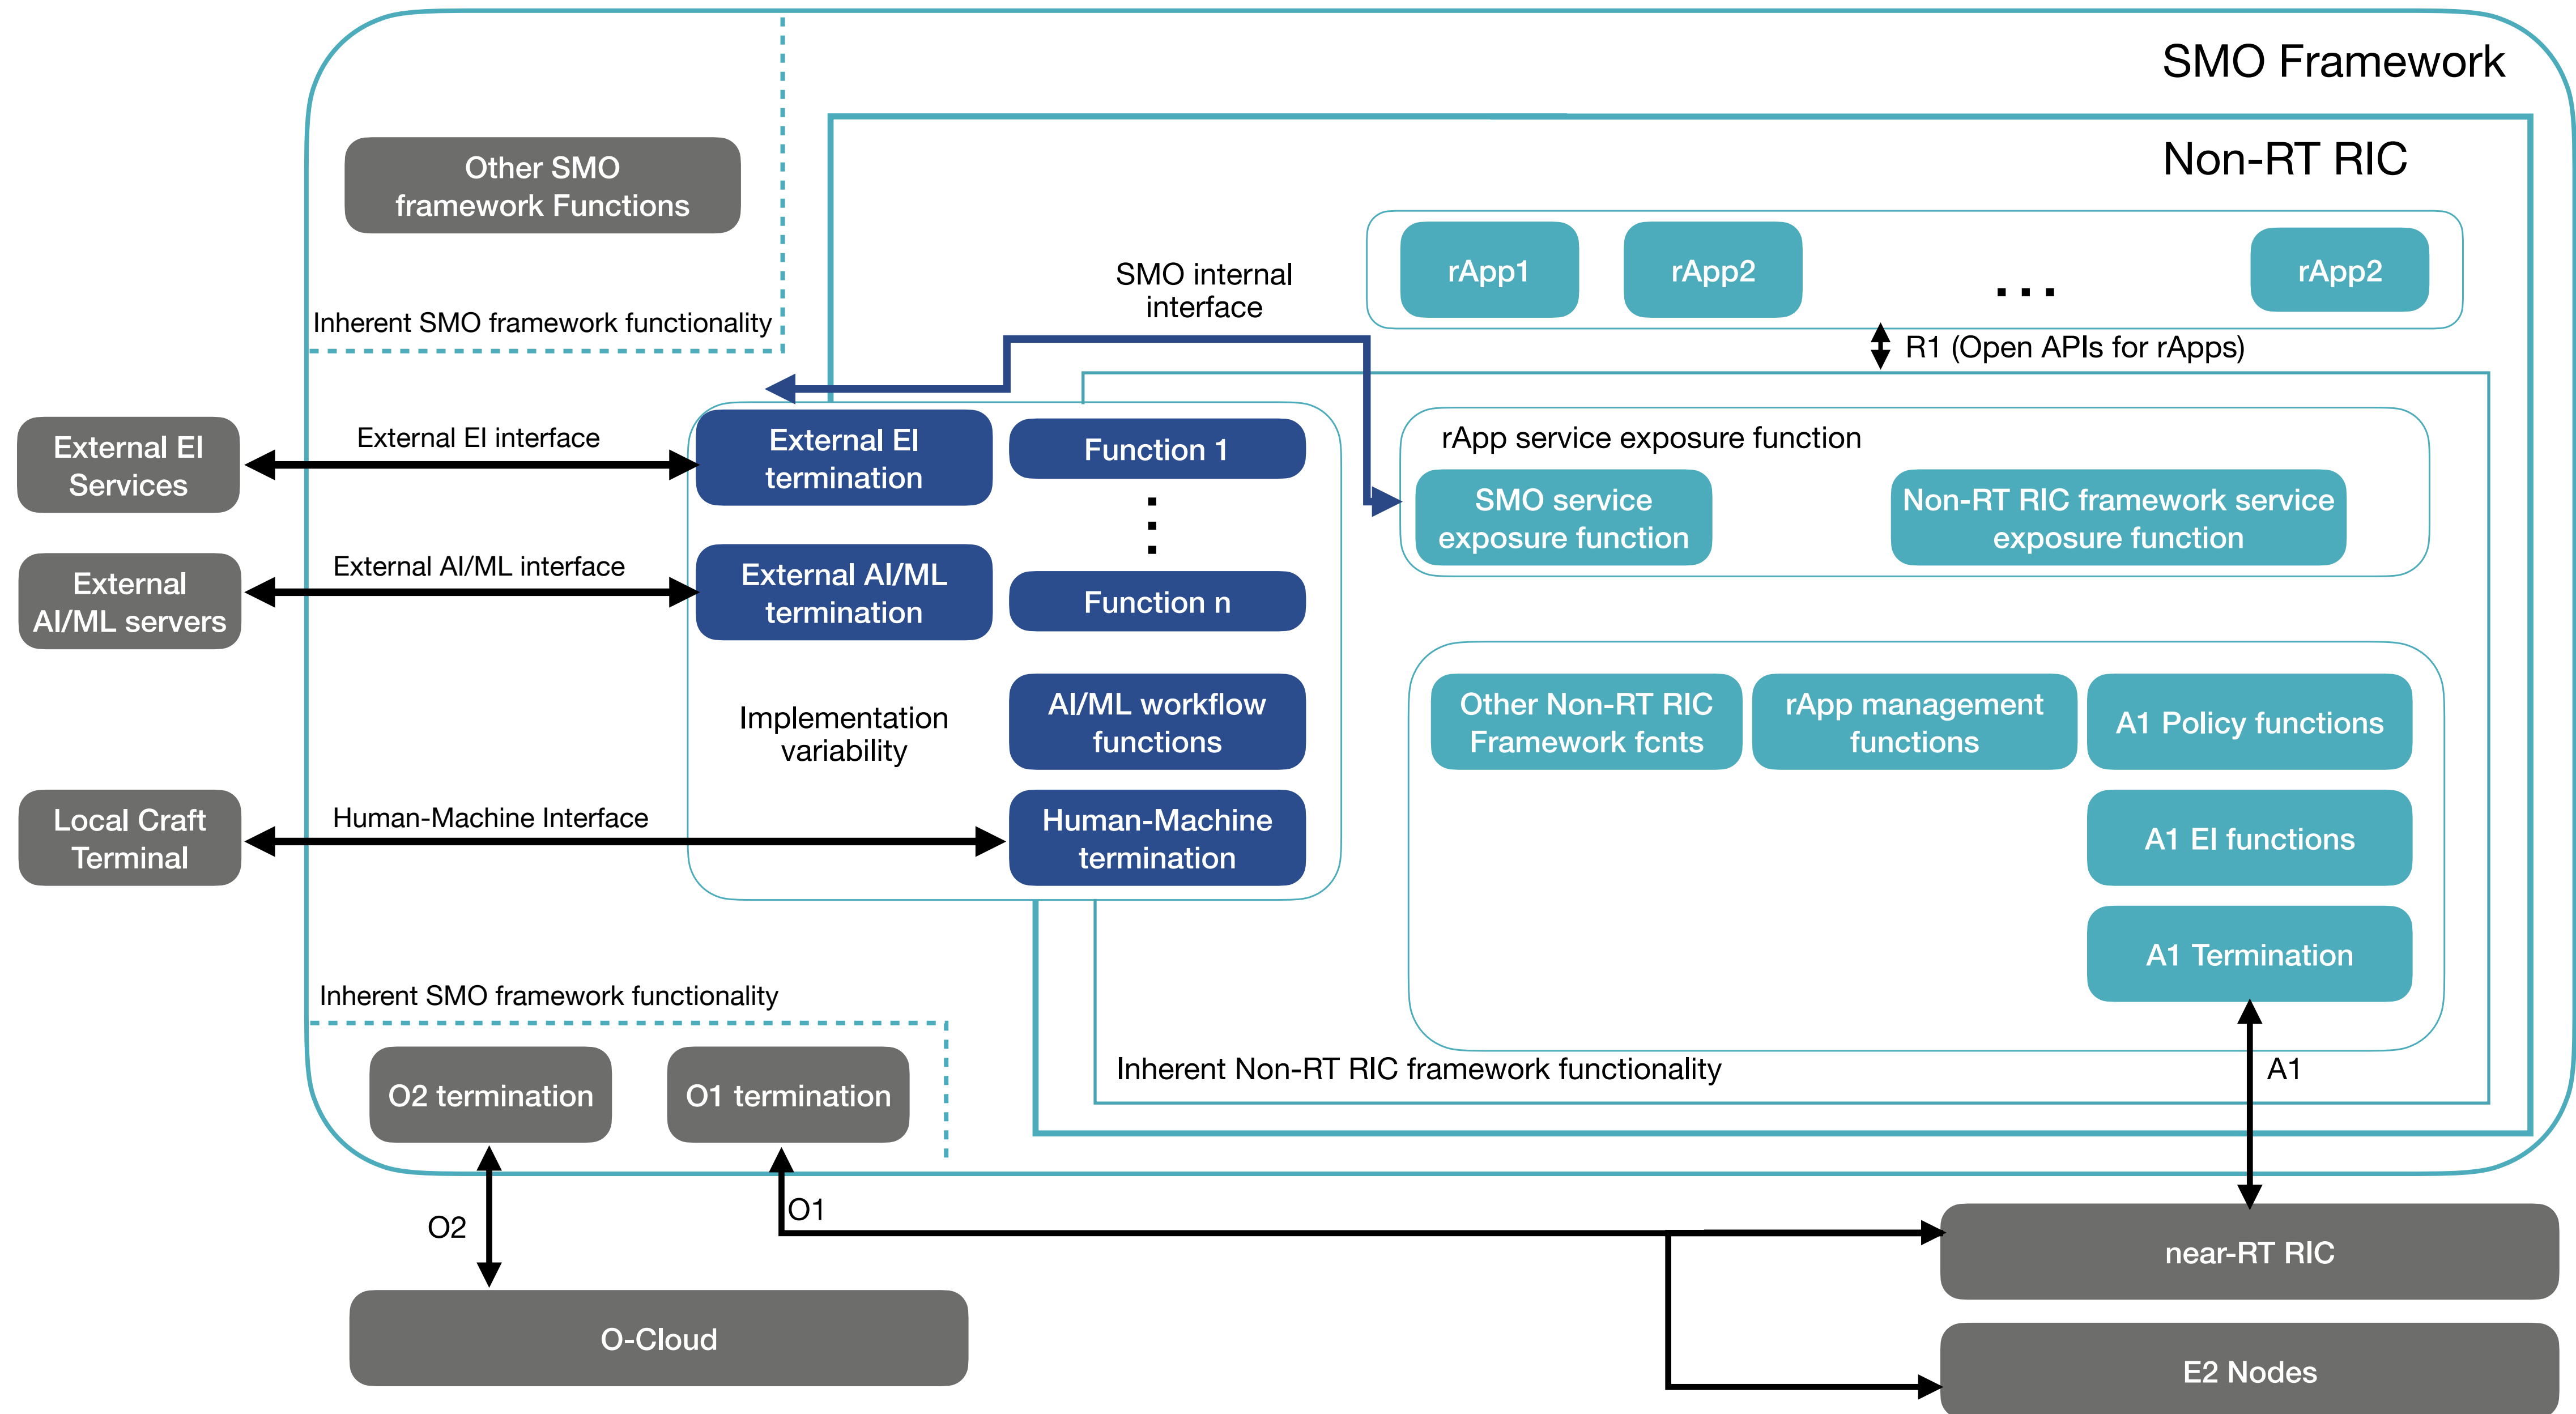 SMO Framework
Non-RT RIC
Other SMO
framework Functions
Inherent SMO framework functionality
SMO internal
interface
rApp1
rApp2
...
rApp2
R1 (Open APIs for rApps)
External EI
Services
External EI interface
External EI
termination
Function 1
rApp service exposure function
SMO service
exposure function
Non-RT RIC framework service
exposure function
External
AI/ML servers
External AI/ML interface
External AI/ML
termination
Function n
Implementation
variability
AI/ML workflow
functions
Other Non-RT RIC
Framework fcnts
rApp management
functions
A1 Policy functions
Local Craft
Terminal
Human-Machine Interface
Human-Machine
termination
A1 EI functions
A1 Termination
Inherent SMO framework functionality
O2 termination
O1 termination
Inherent Non-RT RIC framework functionality
A1
O2
O1
near-RT RIC
O-Cloud
E2 Nodes